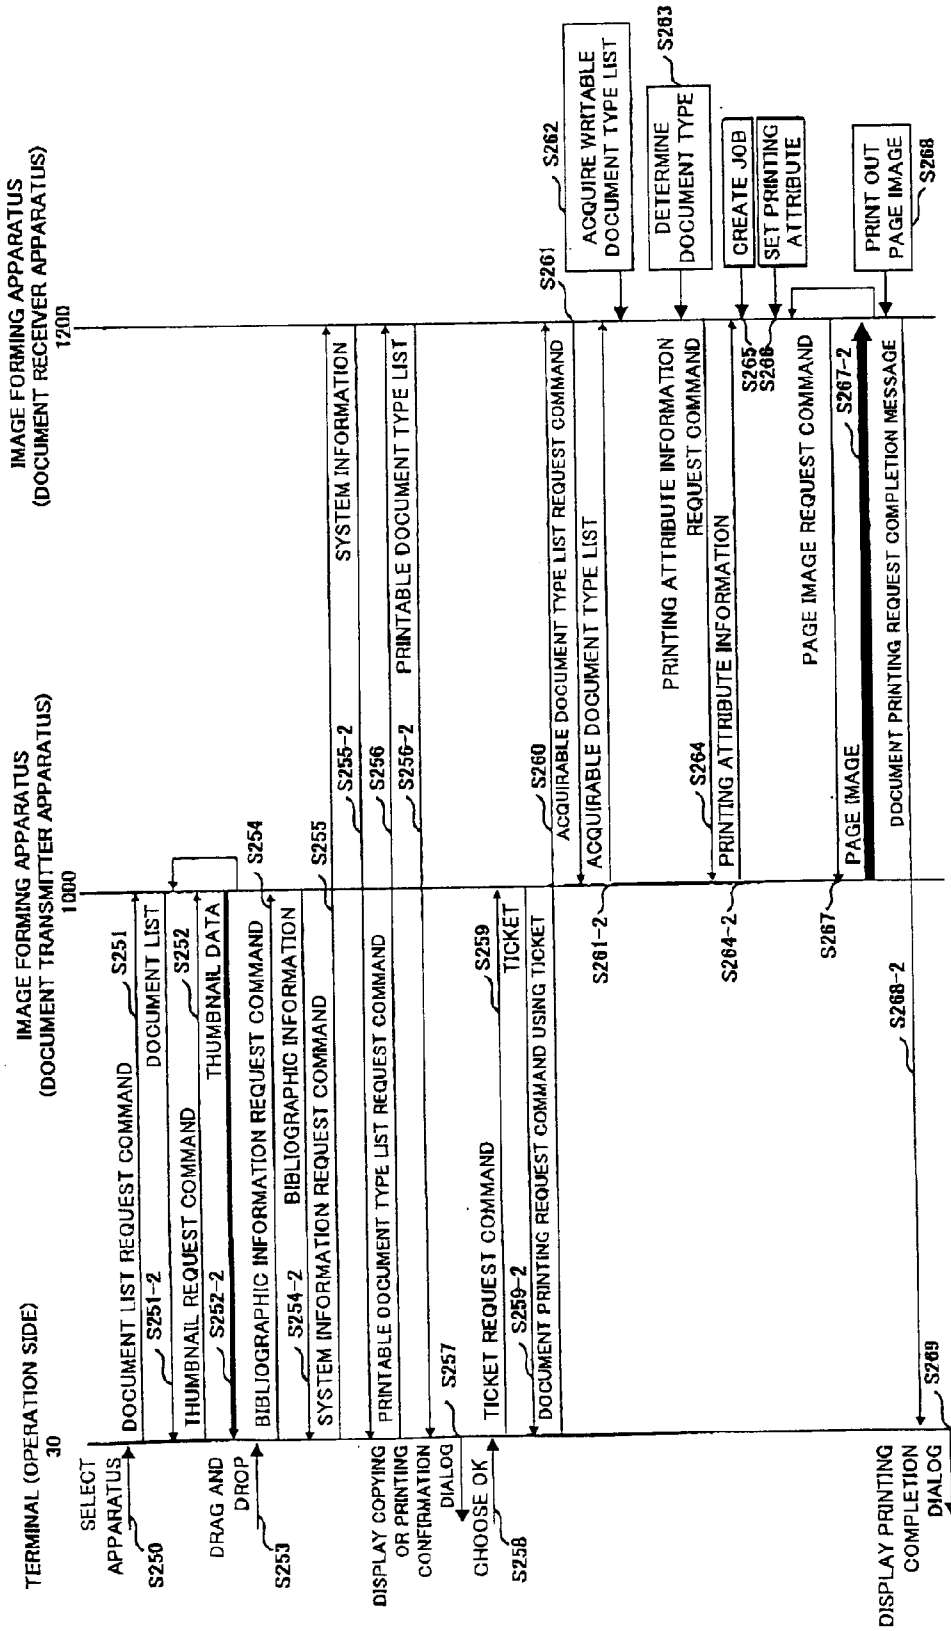 TERMINAL (OPERATION SIDE)
30
IMAGE FORMING APPARATUS
(DOCUMENT TRANSMITTER APPARATUS)
1000
IMAGE FORMING APPARATUS
(DOCUMENT RECEIVER APPARATUS)
1200
SELECT
APPARATUS
S250
DOCUMENT LIST REQUEST COMMAND
S251
S251-2
DOCUMENT LIST
THUMBNAIL REQUEST COMMAND
S252
S252-2
THUMBNAIL DATA
DRAG AND
DROP
S253
BIBLIOGRAPHIC INFORMATION REQUEST COMMAND
S254
S254-2
BIBLIOGRAPHIC INFORMATION
SYSTEM INFORMATION REQUEST COMMAND
S255
SYSTEM INFORMATION
S255-2
PRINTABLE DOCUMENT TYPE LIST REQUEST COMMAND
S256
PRINTABLE DOCUMENT TYPE LIST
S256-2
DISPLAY COPYING
OR PRINTING
CONFIRMATION
DIALOG
S257
CHOOSE OK
S258
TICKET REQUEST COMMAND
S259
S259-2
TICKET
DOCUMENT PRINTING REQUEST COMMAND USING TICKET
S260
ACQUIRABLE DOCUMENT TYPE LIST REQUEST COMMAND
S261
ACQUIRABLE DOCUMENT TYPE LIST
S261-2
ACQUIRE WRITABLE
DOCUMENT TYPE LIST
S262
DETERMINE
DOCUMENT TYPE
S263
PRINTING ATTRIBUTE INFORMATION
REQUEST COMMAND
S264
PRINTING ATTRIBUTE INFORMATION
S264-2
CREATE JOB
S265
SET PRINTING
ATTRIBUTE
S266
PAGE IMAGE REQUEST COMMAND
S267
PAGE IMAGE
S267-2
PRINT OUT
PAGE IMAGE
S268
DOCUMENT PRINTING REQUEST COMPLETION MESSAGE
S268-2
DISPLAY PRINTING
COMPLETION
DIALOG
S269